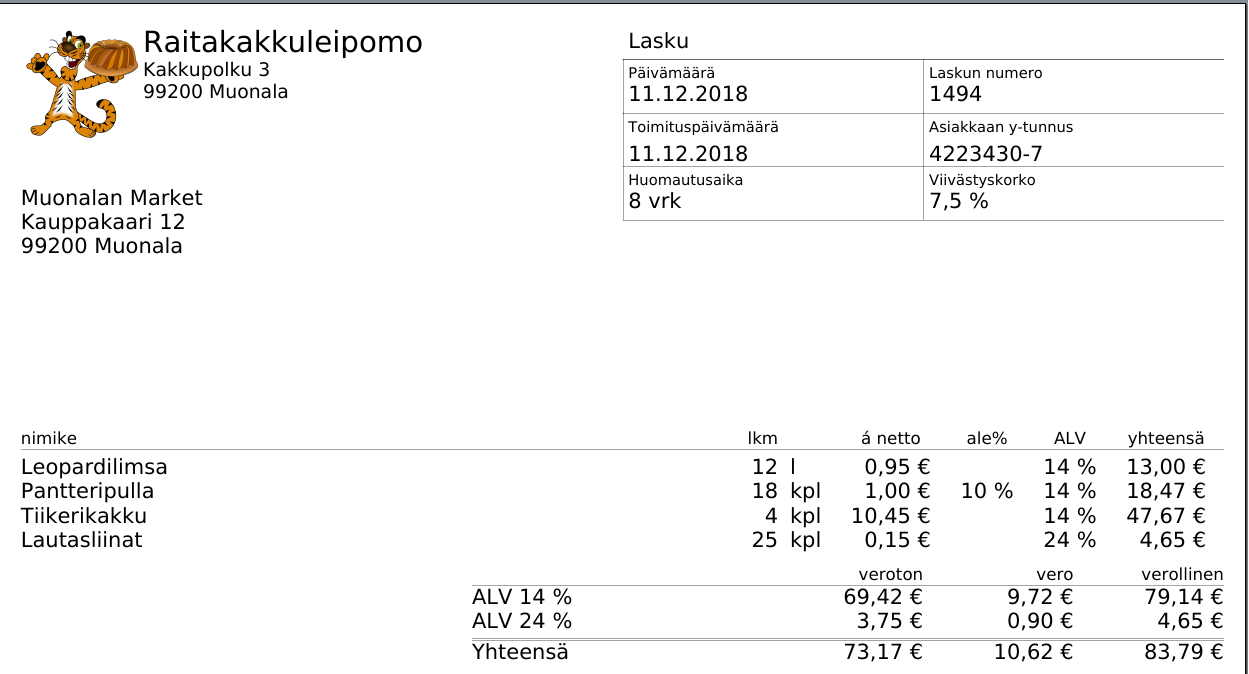 Raitakakkuleipomo
Kakkupolku 3
99200 Muonala
Muonalan Market
Kauppakaari 12
99200 Muonala
Lasku
Päivämäärä Laskun numero
11.12.2018 1494
Toimituspäivämäärä Asiakkaan y-tunnus
11.12.2018 4223430-7
Huomautusaika Viivästyskorko
8 vrk 7,5 %
nimike lkm á netto ale% ALV yhteensä
Leopardilimsa 12 l 0,95 € 14 % 13,00 €
Pantteripulla 18 kpl 1,00 € 10 % 14 % 18,47 €
Tiikerikakku 4 kpl 10,45 € 14 % 47,67 €
Lautasliinat 25 kpl 0,15 € 24 % 4,65 €
veroton vero verollinen
ALV 14 % 69,42 € 9,72 € 79,14 €
ALV 24 % 3,75 € 0,90 € 4,65 €
Yhteensä 73,17 € 10,62 € 83,79 €